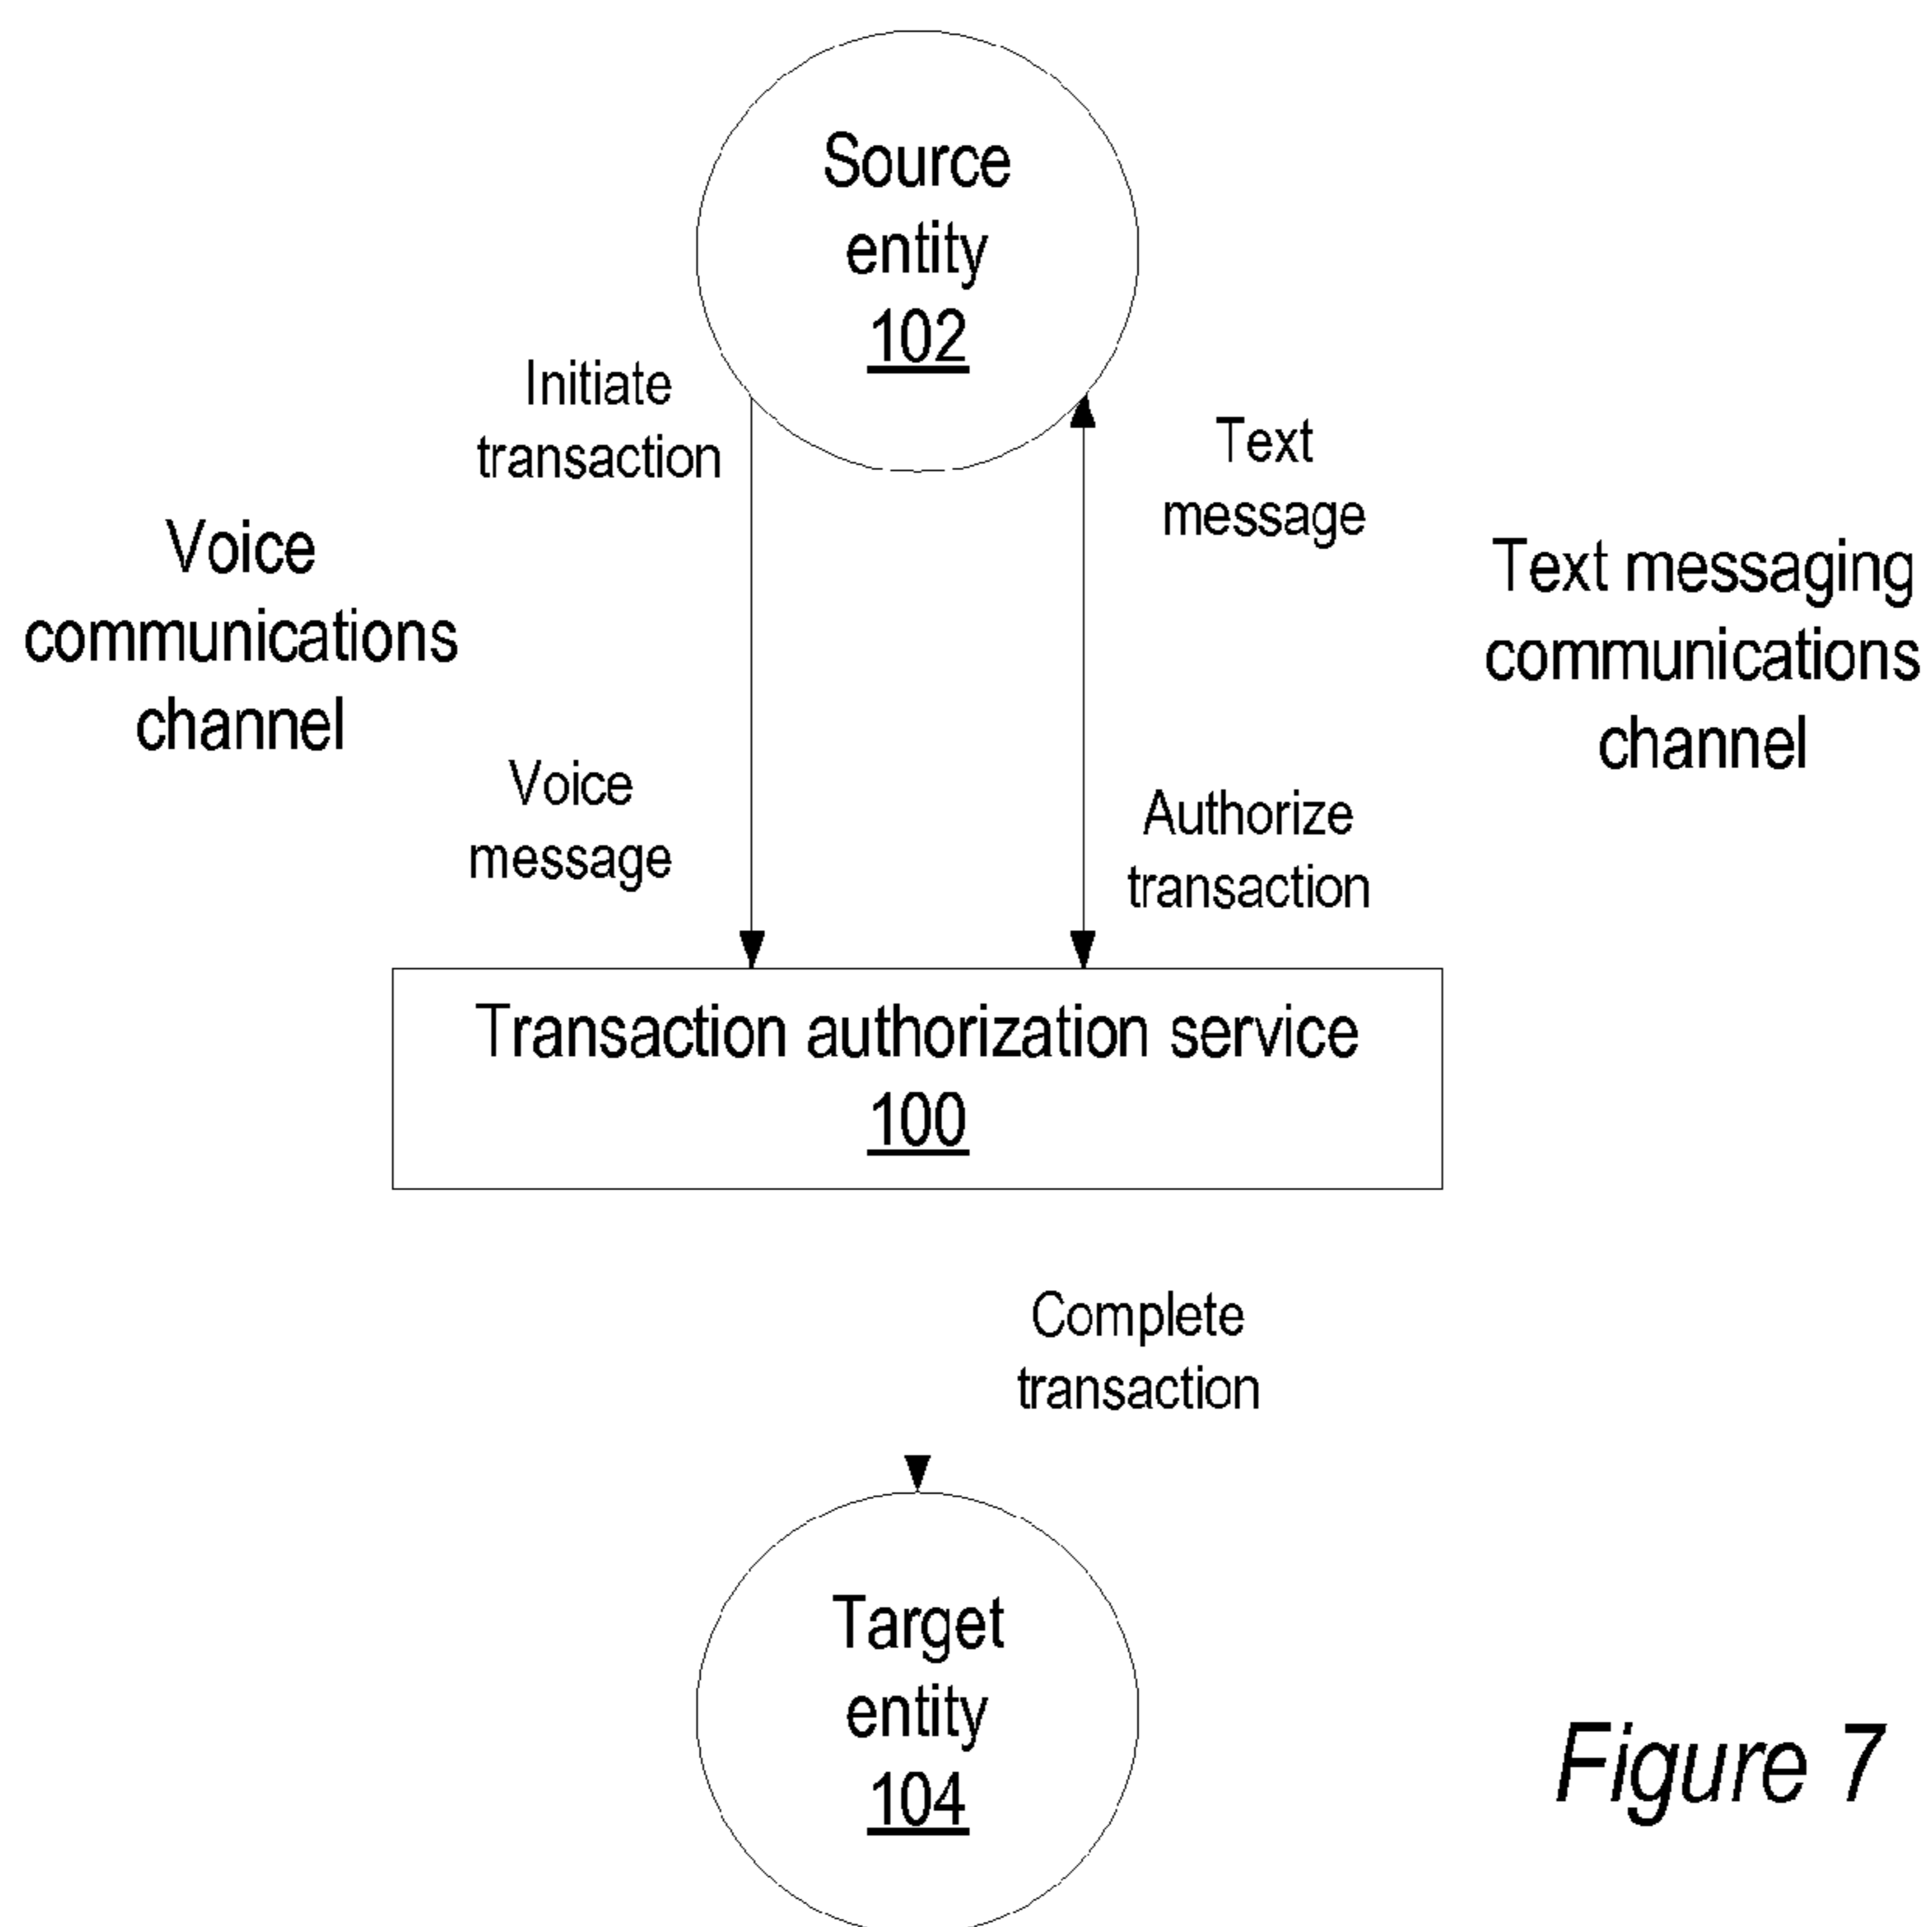 Source
entity
102
Initiate
transaction
Text
message
Voice
communications
channel
Text messaging
communications
channel
Voice
message
Authorize
transaction
Transaction authorization service
100
Complete
transaction
Target
entity
104
Figure 7